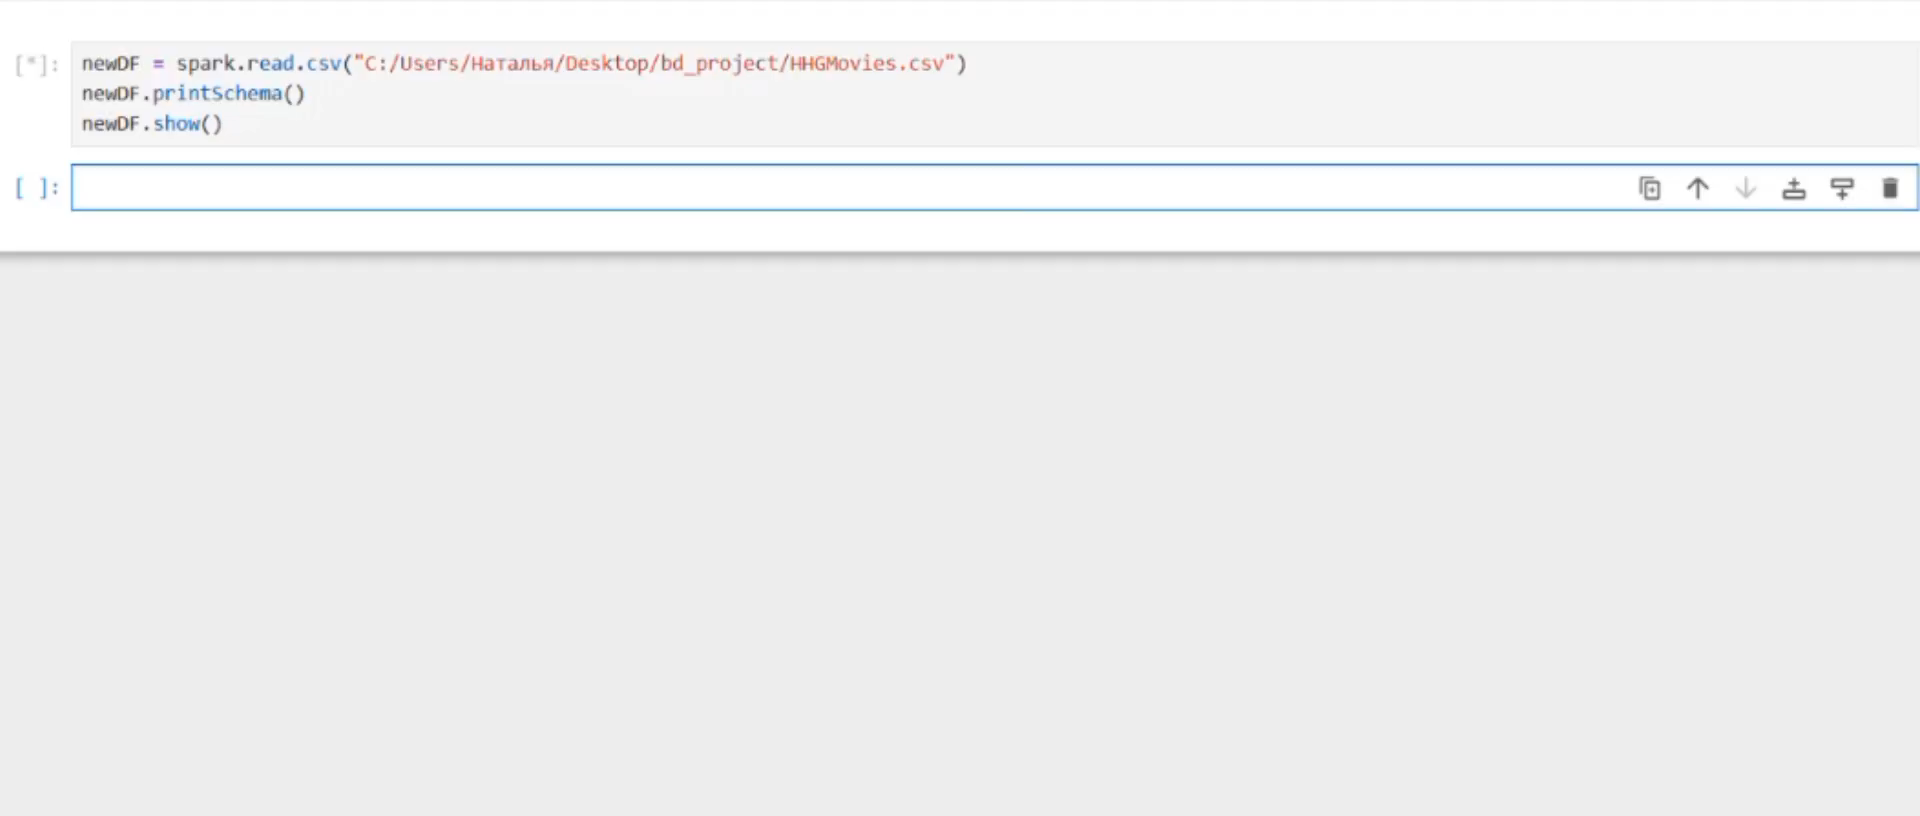 [*]: newDF = spark.read.csv("C:/Users/Наталья/Desktop/bd_project/HHGMovies.csv")
newDF.printSchema()
newDF.show()
[ ]: